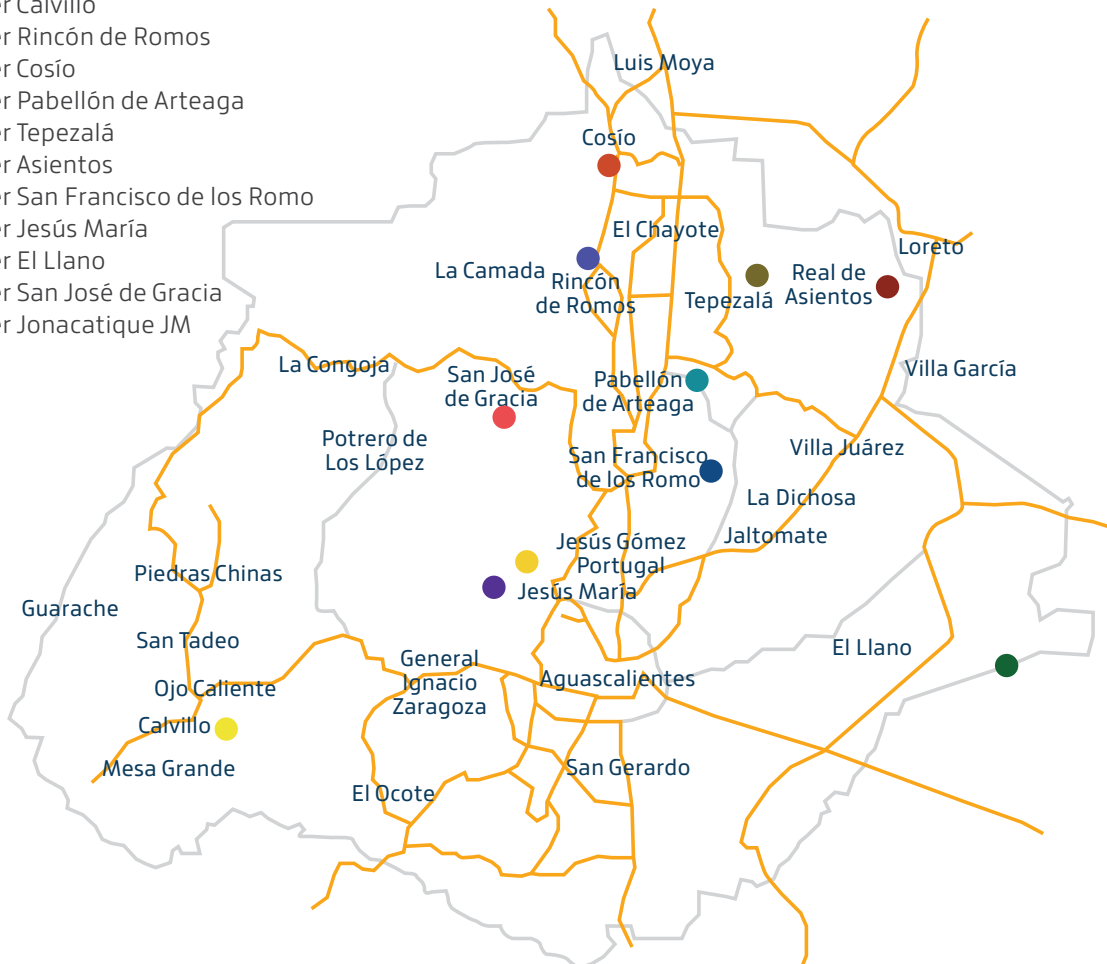 er Calvillo
er Rincón de Romos
er Cosío
er Pabellón de Arteaga
er Tepezalá
er Asientos
er San Francisco de los Romo
er Jesús María
er El Llano
er San José de Gracia
er Jonacatique JM
Luis Moya
Cosío
El Chayote
Loreto
La Camada
Rincón
de Romos
Tepezalá
Real de
Asientos
La Congoja
San José
de Gracia
Pabellón
de Arteaga
Villa García
Potrero de
Los López
San Francisco
de los Romo
Villa Juárez
La Dichosa
Jaltomate
Jesús Gómez
Portugal
Jesús María
Piedras Chinas
Guarache
San Tadeo
El Llano
General
Ignacio
Zaragoza
Aguascalientes
Ojo Caliente
Calvillo
Mesa Grande
San Gerardo
El Ocote